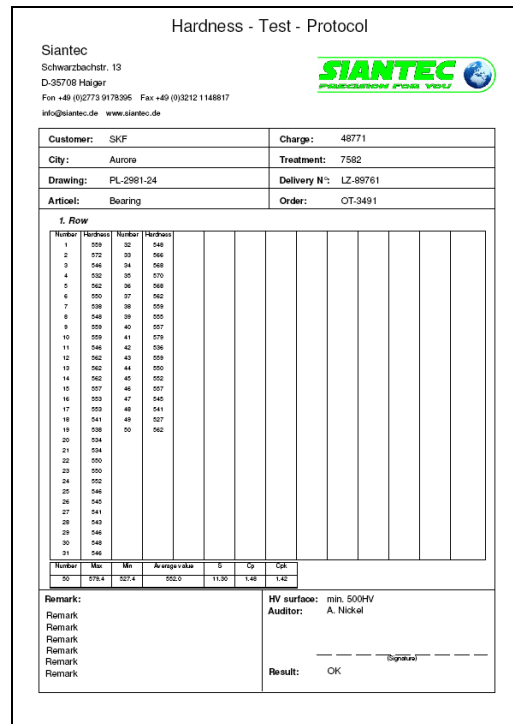 Hardness - Test - Protocol
Siantec
Schwarzbachstr. 13
D-35708 Haiger
Fon +49 (0)2773 9178395 Fax +49 (0)3212 1148817
info@siantec.de www.siantec.de
SIANTEC
PRECISION FOR YOU
Customer: SKF Charge: 48771
City: Aurore Treatment: 7582
Drawing: PL-2981-24 Delivery N°: LZ-89761
Articel: Bearing Order: OT-3491
1. Row
Number Hardness Number Hardness
1 559 32 548
2 572 33 566
3 546 34 568
4 532 35 570
5 562 36 568
6 550 37 562
7 538 38 559
8 548 39 555
9 559 40 557
10 559 41 579
11 546 42 536
12 562 43 559
13 562 44 550
14 562 45 552
15 557 46 557
16 553 47 545
17 553 48 541
18 541 49 527
19 538 50 562
20 534
21 534
22 550
23 550
24 552
25 546
26 545
27 541
28 543
29 546
30 548
31 546
Number Max Min Average value S Cp Cpk
50 579.4 527.4 552.0 11.30 1.48 1.42
Remark: HV surface: min. 500HV
Remark Auditor: A. Nickel
Remark
Remark
Remark
Remark (Signature)
Remark Result: OK